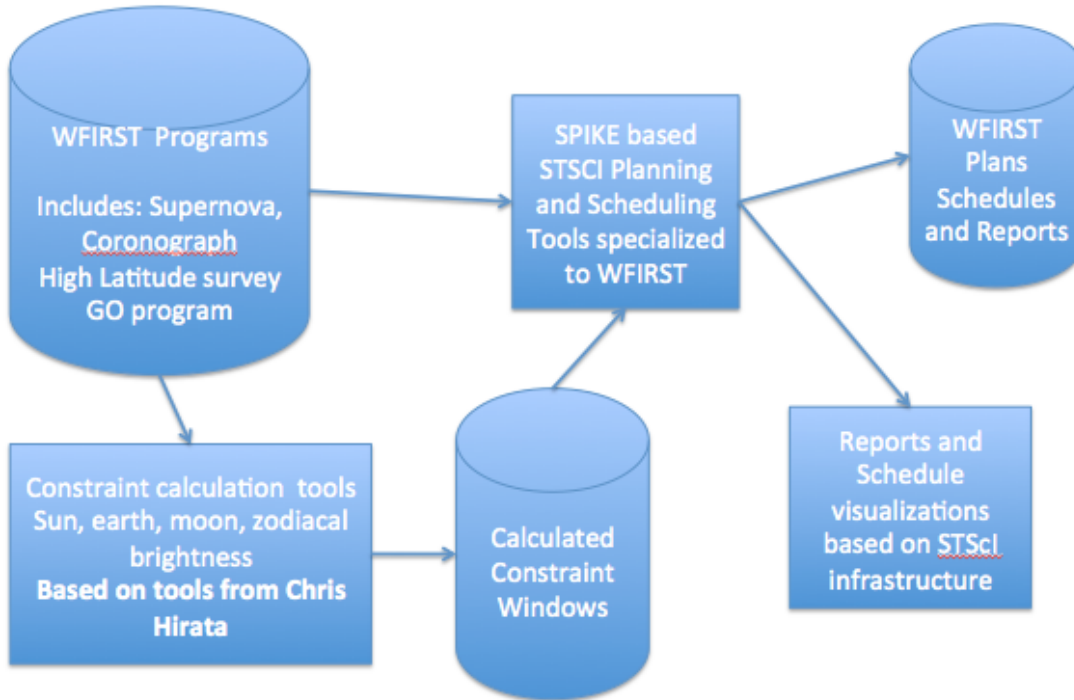 WFIRST Programs
Includes: Supernova,
Coronograph
High Latitude survey
GO program
SPIKE based
STSCI Planning
and Scheduling
Tools specialized
to WFIRST
WFIRST
Plans
Schedules
and Reports
Constraint calculation tools
Sun, earth, moon, zodiacal
brightness
Based on tools from Chris
Hirata
Calculated
Constraint
Windows
Reports and
Schedule
visualizations
based on STScI
infrastructure